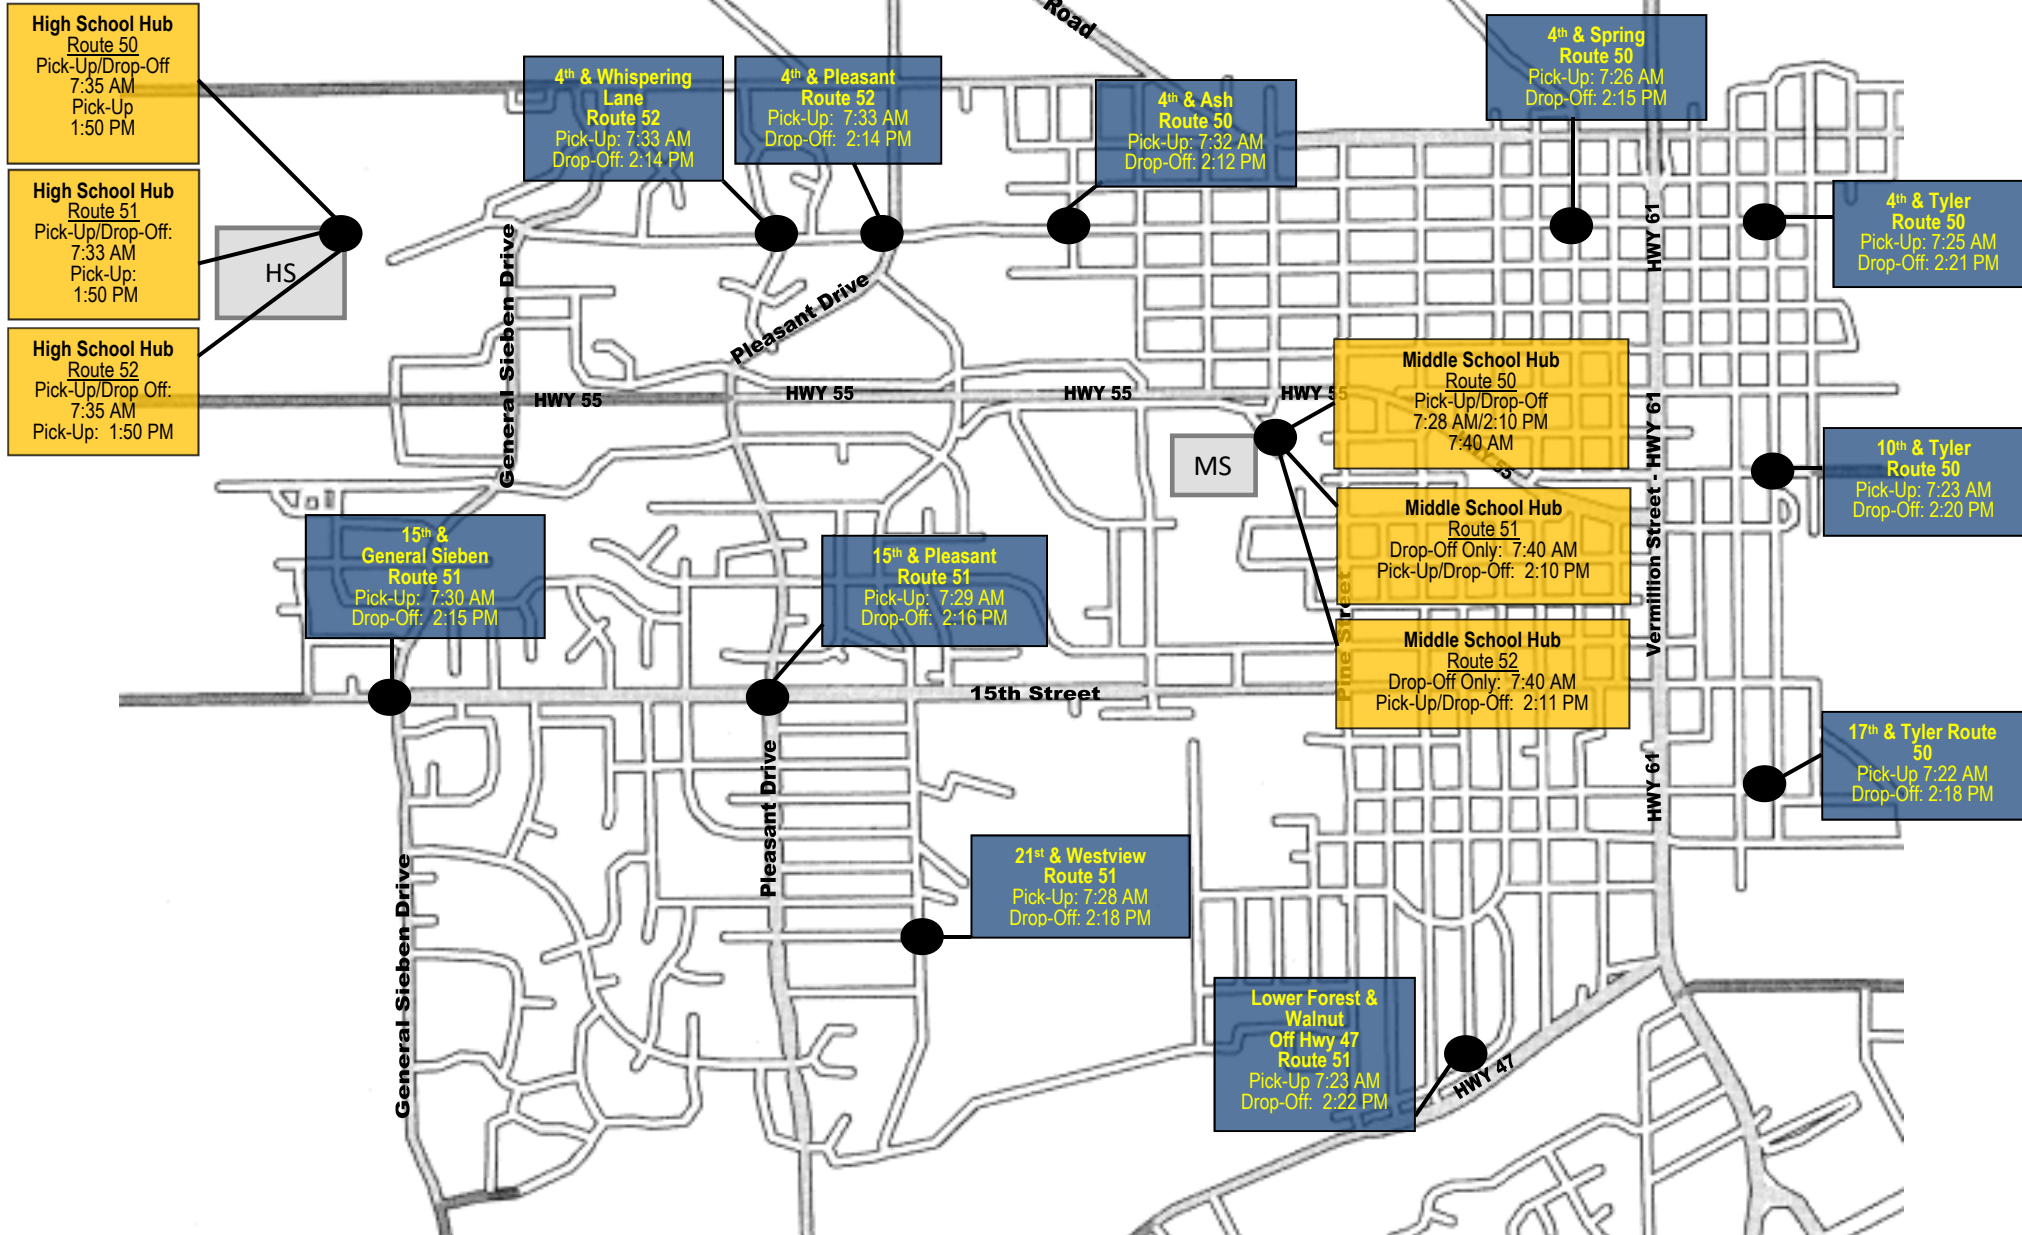 High School Hub
Route 50
Pick-Up/Drop-Off
7:35 AM
Pick-Up
1:50 PM
High School Hub
Route 51
Pick-Up/Drop-Off:
7:33 AM
Pick-Up:
1:50 PM
High School Hub
Route 52
Pick-Up/Drop Off:
7:35 AM
Pick-Up: 1:50 PM
HS
4th & Whispering
Lane
Route 52
Pick-Up: 7:33 AM
Drop-Off: 2:14 PM
4th & Pleasant
Route 52
Pick-Up: 7:33 AM
Drop-Off: 2:14 PM
Road
4th & Ash
Route 50
Pick-Up: 7:32 AM
Drop-Off: 2:12 PM
4th & Spring
Route 50
Pick-Up: 7:26 AM
Drop-Off: 2:15 PM
4th & Tyler
Route 50
Pick-Up: 7:25 AM
Drop-Off: 2:21 PM
HWY 61
General Sieben Drive
Pleasant Drive
HWY 55
HWY 55
HWY 55
HWY 55
Middle School Hub
Route 50
Pick-Up/Drop-Off
7:28 AM/2:10 PM
7:40 AM
HWY 55
MS
Middle School Hub
Route 51
Drop-Off Only: 7:40 AM
Pick-Up/Drop-Off: 2:10 PM
Middle School Hub
Route 52
Drop-Off Only: 7:40 AM
Pick-Up/Drop-Off: 2:11 PM
Pine Street
Vermillion Street - HWY 61
10th & Tyler
Route 50
Pick-Up: 7:23 AM
Drop-Off: 2:20 PM
15th &
General Sieben
Route 51
Pick-Up: 7:30 AM
Drop-Off: 2:15 PM
15th & Pleasant
Route 51
Pick-Up: 7:29 AM
Drop-Off: 2:16 PM
15th Street
17th & Tyler Route
50
Pick-Up 7:22 AM
Drop-Off: 2:18 PM
HWY 61
Pleasant Drive
General Sieben Drive
21st & Westview
Route 51
Pick-Up: 7:28 AM
Drop-Off: 2:18 PM
Lower Forest &
Walnut
Off Hwy 47
Route 51
Pick-Up 7:23 AM
Drop-Off: 2:22 PM
HWY 47